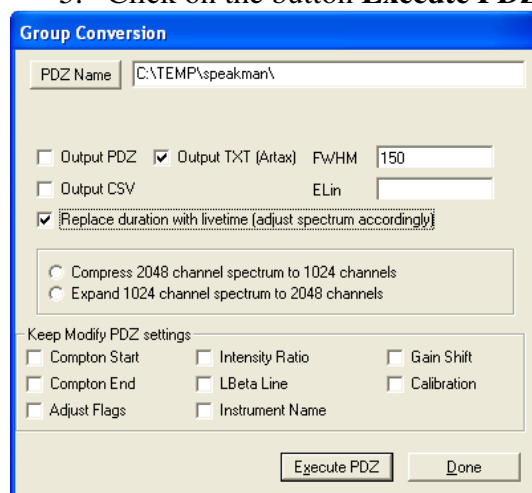 Click on the button Execute PDZ
Group Conversion
PDZ Name C:\TEMP\speakman\
Output PDZ Output TXT (Artax) FWHM 150
Output CSV ELin
Replace duration with livetime (adjust spectrum accordingly)
Compress 2048 channel spectrum to 1024 channels
Expand 1024 channel spectrum to 2048 channels
Keep Modify PDZ settings
Compton Start Intensity Ratio Gain Shift
Compton End LBeta Line Calibration
Adjust Flags Instrument Name
Execute PDZ Done